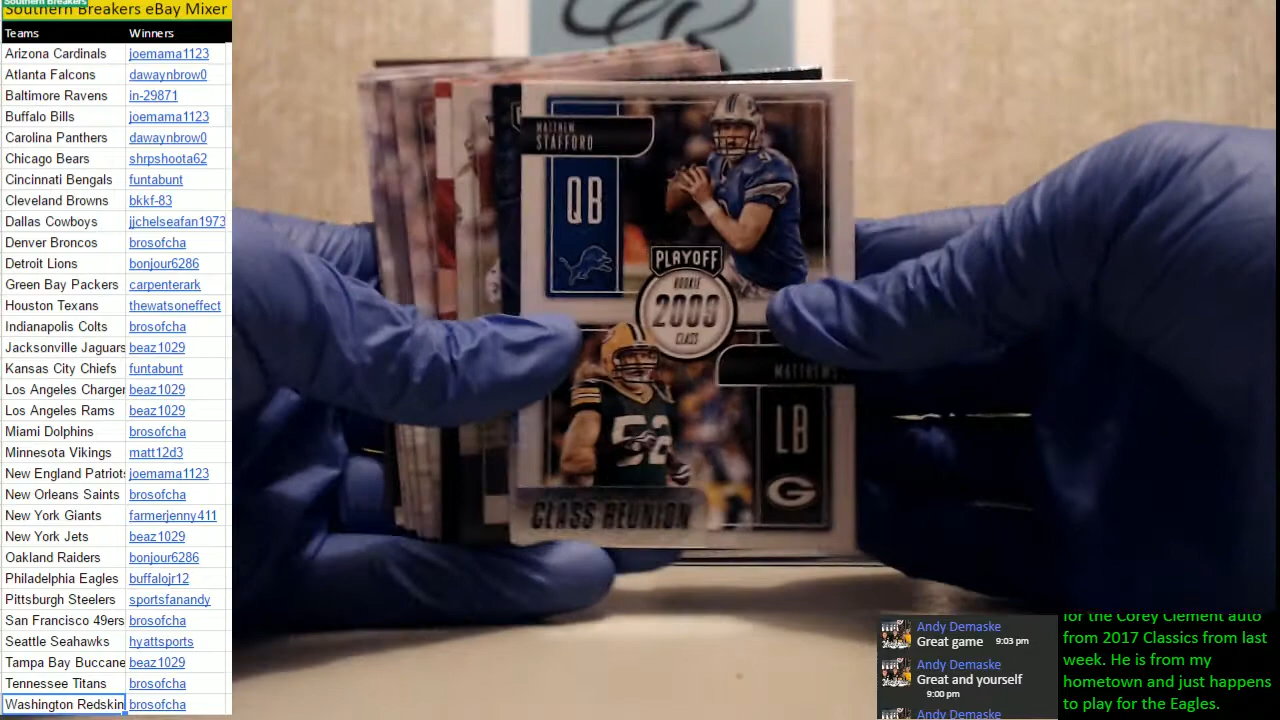 Southern Breakers
Southern Breakers eBay Mixer
Teams Winners
Arizona Cardinals joemama1123
Atlanta Falcons dawaynbrow0
Baltimore Ravens in-29871
Buffalo Bills joemama1123
Carolina Panthers dawaynbrow0
Chicago Bears shrpshoota62
Cincinnati Bengals funtabunt
Cleveland Browns bkkf-83
Dallas Cowboys jjchelseafan1973
Denver Broncos brosofcha
Detroit Lions bonjour6286
Green Bay Packers carpenterark
Houston Texans thewatsoneffect
Indianapolis Colts brosofcha
Jacksonville Jaguars beaz1029
Kansas City Chiefs funtabunt
Los Angeles Charger beaz1029
Los Angeles Rams beaz1029
Miami Dolphins brosofcha
Minnesota Vikings matt12d3
New England Patriots joemama1123
New Orleans Saints brosofcha
New York Giants farmerjenny411
New York Jets beaz1029
Oakland Raiders bonjour6286
Philadelphia Eagles buffalojr12
Pittsburgh Steelers sportsfanandy
San Francisco 49ers brosofcha
Seattle Seahawks hyattsports
Tampa Bay Buccane beaz1029
Tennessee Titans brosofcha
Washington Redskin brosofcha
MATTHEW
STAFFORD
QB
PLAYOFF
ROOKIE
2009
CLASS
MATTHEWS
52
LB
G
CLASS REUNION
Andy Demaske
Great game 9:03 pm
Andy Demaske
Great and yourself
9:00 pm
Andy Demaske
for the Corey Clement auto
from 2017 Classics from last
week. He is from my
hometown and just happens
to play for the Eagles.